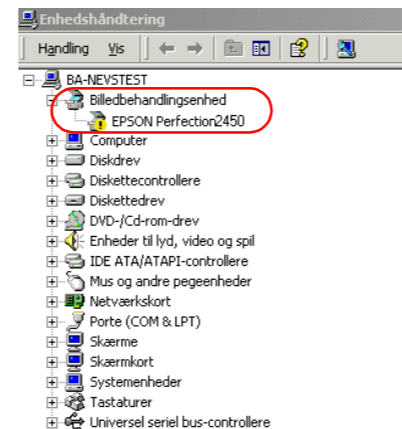 Enhedshåndtering
Handling Vis
BA-NEVSTEST
Billedbehandlingsenhed
EPSON Perfection2450
Computer
Diskdrev
Diskettecontrollere
Diskettedrev
DVD-/Cd-rom-drev
Enheder til lyd, video og spil
IDE ATA/ATAPI-controllere
Mus og andre pegeenheder
Netværkskort
Porte (COM & LPT)
Skærme
Skærmkort
Systemenheder
Tastaturer
Universel seriel bus-controllere